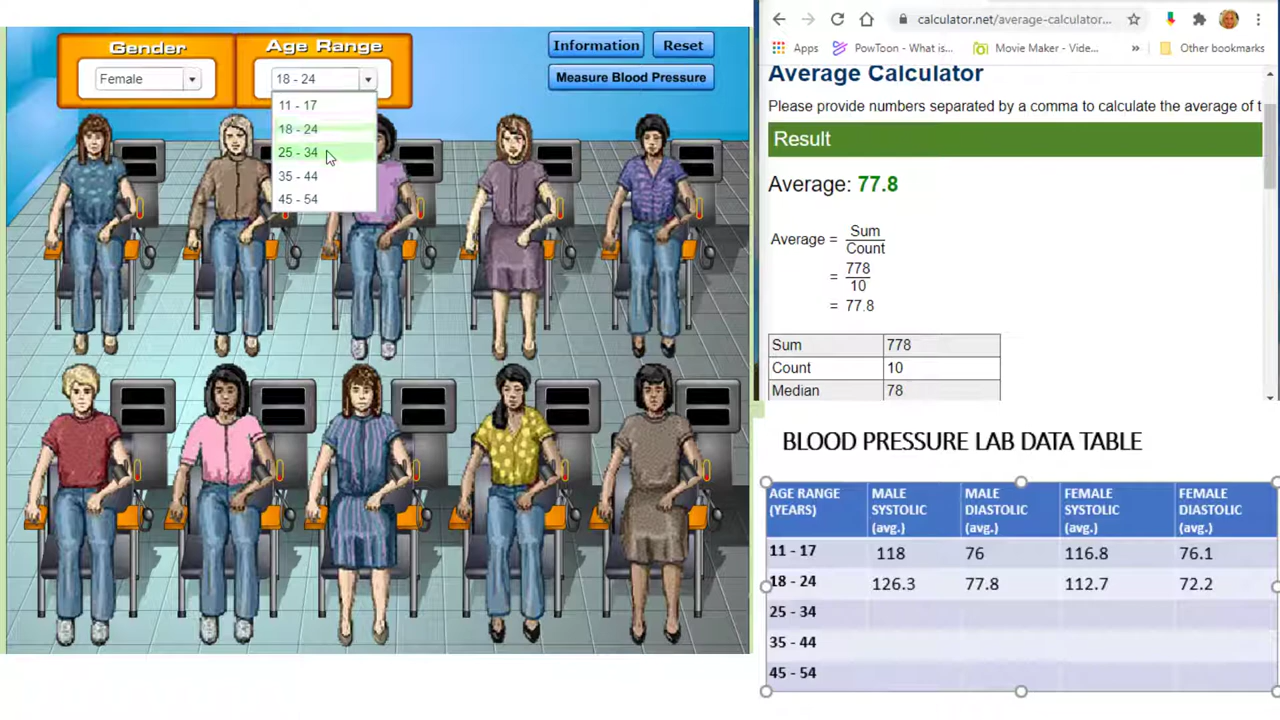 Gender
Age Range
Female
18 - 24
11 - 17
18 - 24
25 - 34
35 - 44
45 - 54
Information
Reset
Measure Blood Pressure
calculator.net/average-calculator...
Apps
PowToon - What is...
Movie Maker - Vide...
»
Other bookmarks
Average Calculator
Please provide numbers separated by a comma to calculate the average of t
Result
Average: 77.8
Average = Sum
Count
= 778
10
= 77.8
Sum 778
Count 10
Median 78
BLOOD PRESSURE LAB DATA TABLE
AGE RANGE (YEARS) MALE SYSTOLIC (avg.) MALE DIASTOLIC (avg.) FEMALE SYSTOLIC (avg.) FEMALE DIASTOLIC (avg.)
11 - 17 118 76 116.8 76.1
18 - 24 126.3 77.8 112.7 72.2
25 - 34
35 - 44
45 - 54